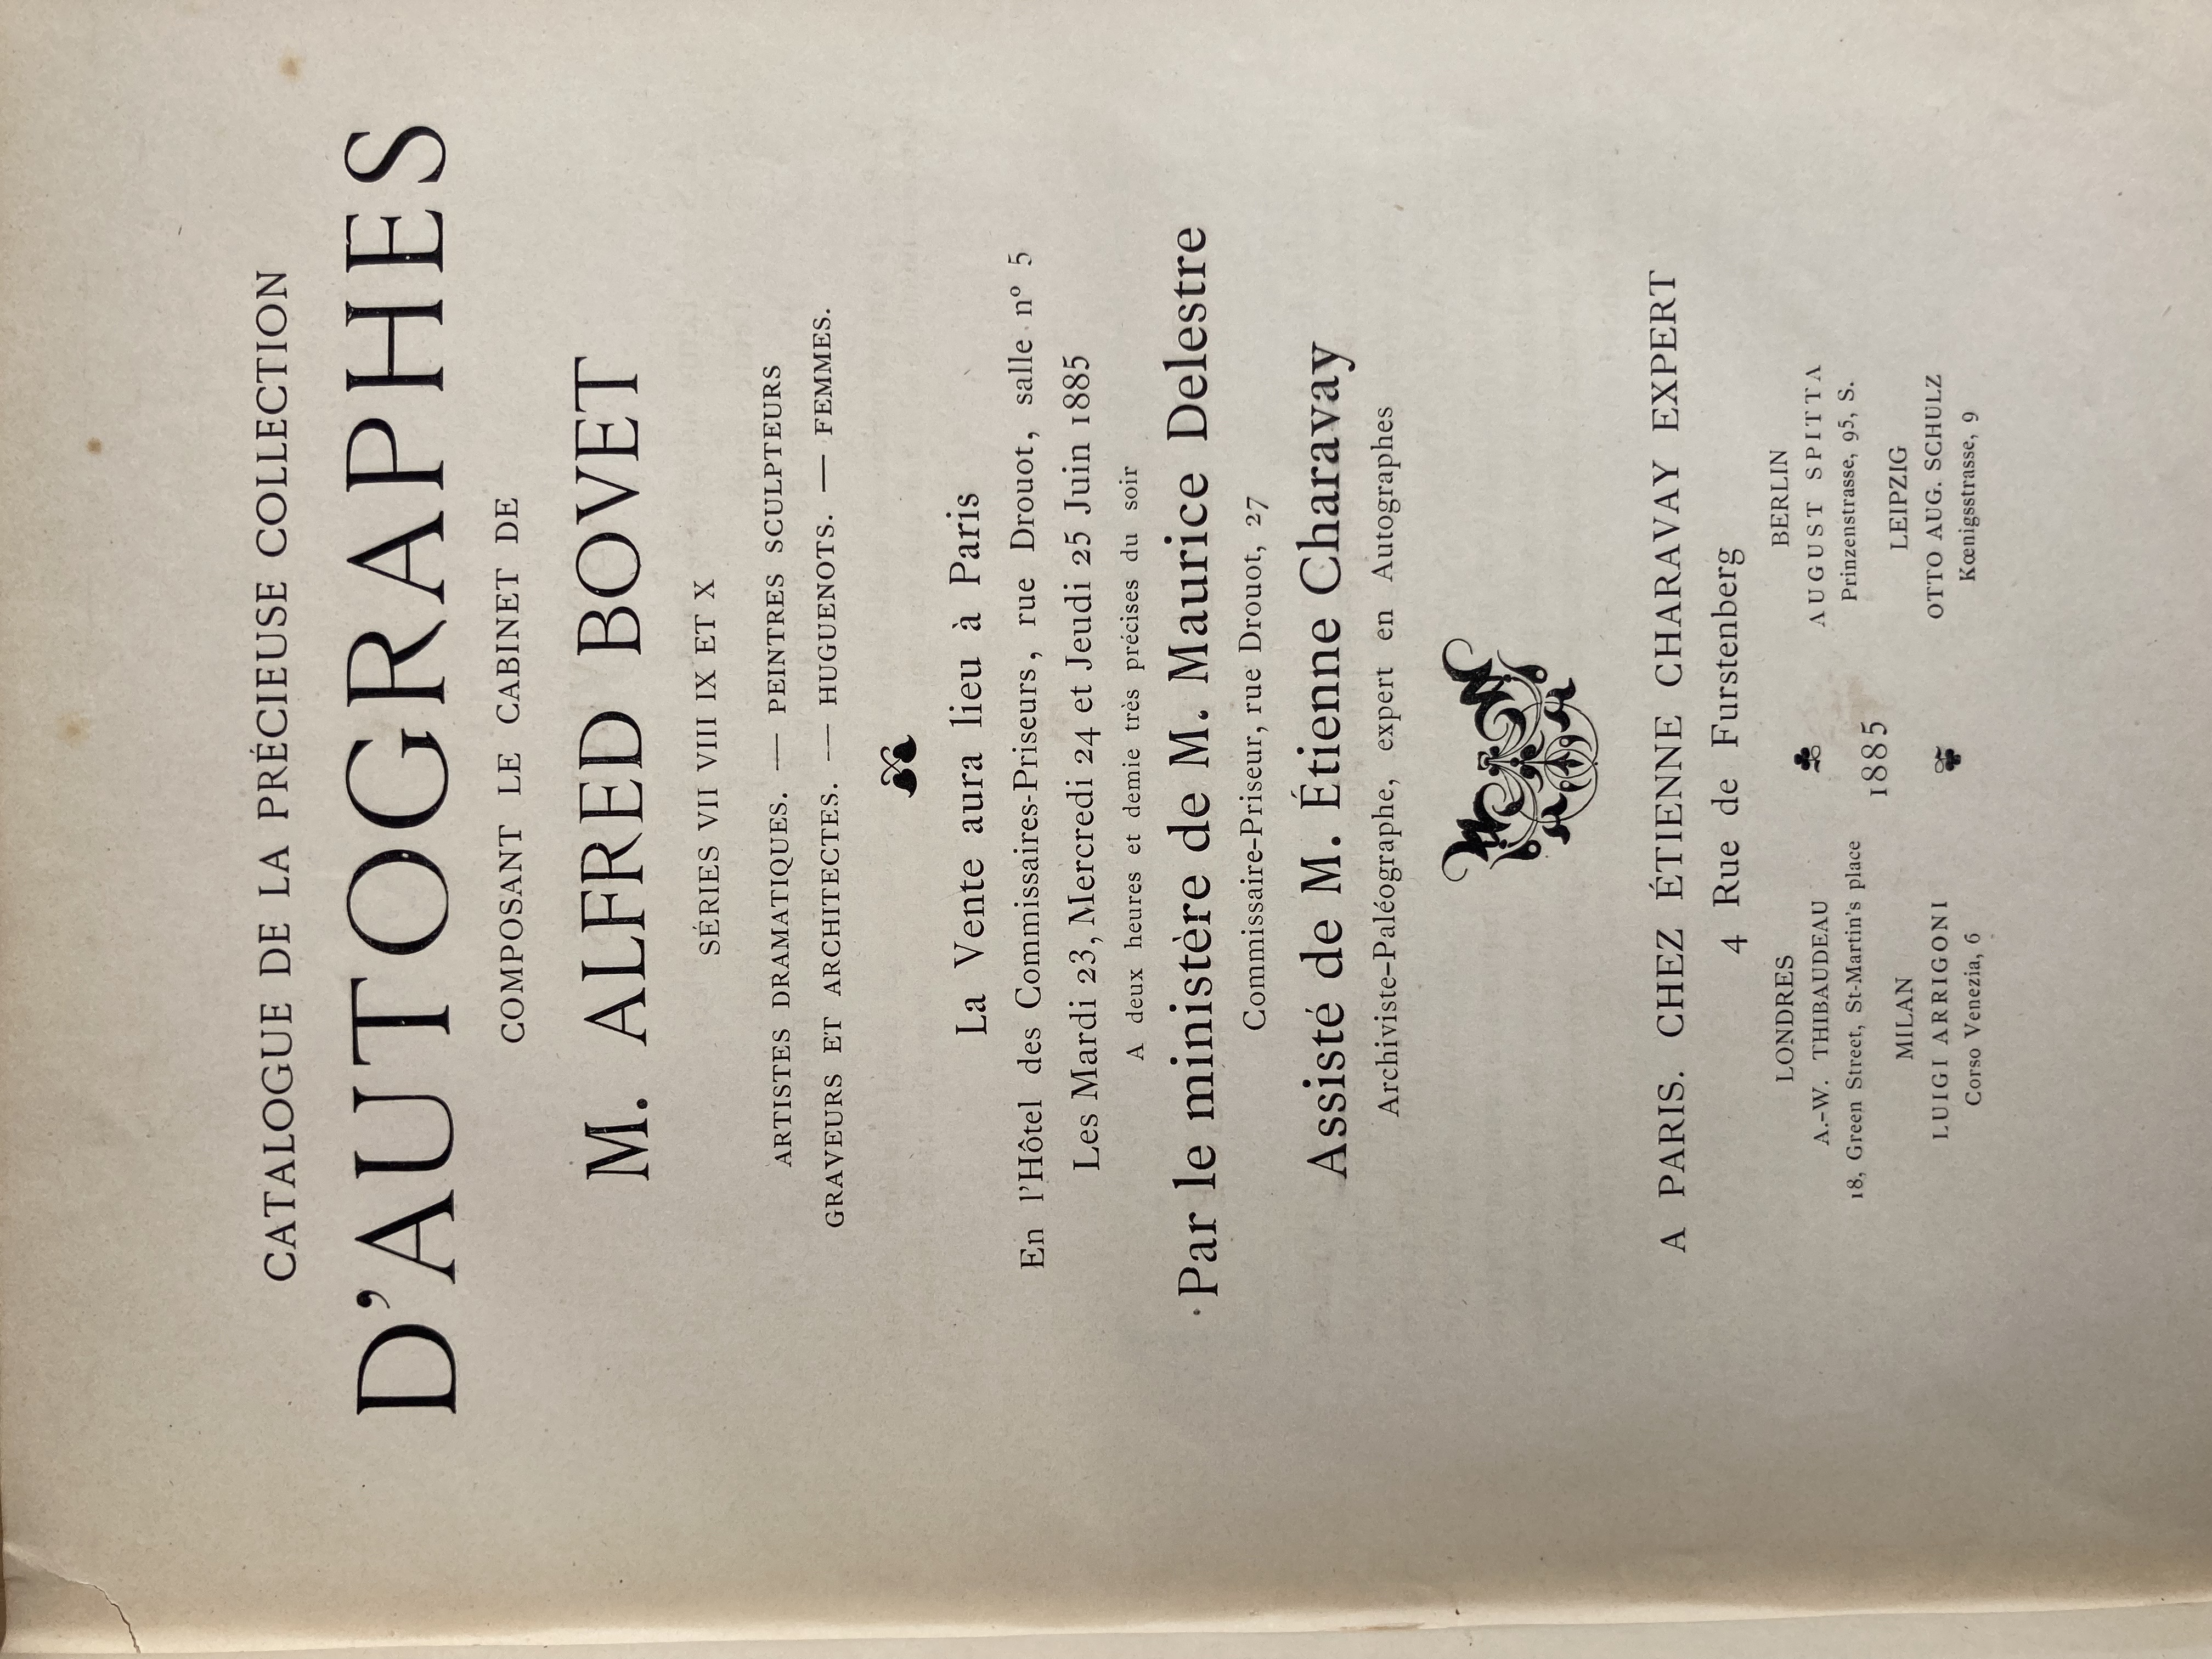 CATALOGUE DE LA PRÉCIEUSE COLLECTION
D'AUTOGRAPHES
COMPOSANT LE CABINET DE
M. ALFRED BOVET
SÉRIES VII VIII IX ET X
ARTISTES DRAMATIQUES. — PEINTRES SCULPTEURS
GRAVEURS ET ARCHITECTES. — HUGUENOTS. — FEMMES.
La Vente aura lieu à Paris
En l'Hôtel des Commissaires-Priseurs, rue Drouot, salle nº 5
Les Mardi 23, Mercredi 24 et Jeudi 25 Juin 1885
A deux heures et demie très précises du soir
Par le ministère de M. Maurice Delestre
Commissaire-Priseur, rue Drouot, 27
Assisté de M. Étienne Charavay
Archiviste-Paléographe, expert en Autographes
A PARIS. CHEZ ÉTIENNE CHARAVAY EXPERT
4 Rue de Furstenberg
LONDRES
A.-W. THIBAUDEAU
18, Green Street, St-Martin's place
MILAN
LUIGI ARRIGONI
Corso Venezia, 6
1885
BERLIN
AUGUST SPITTA
Prinzenstrasse, 95, S.
LEIPZIG
OTTO AUG. SCHULZ
Kœnigsstrasse, 9